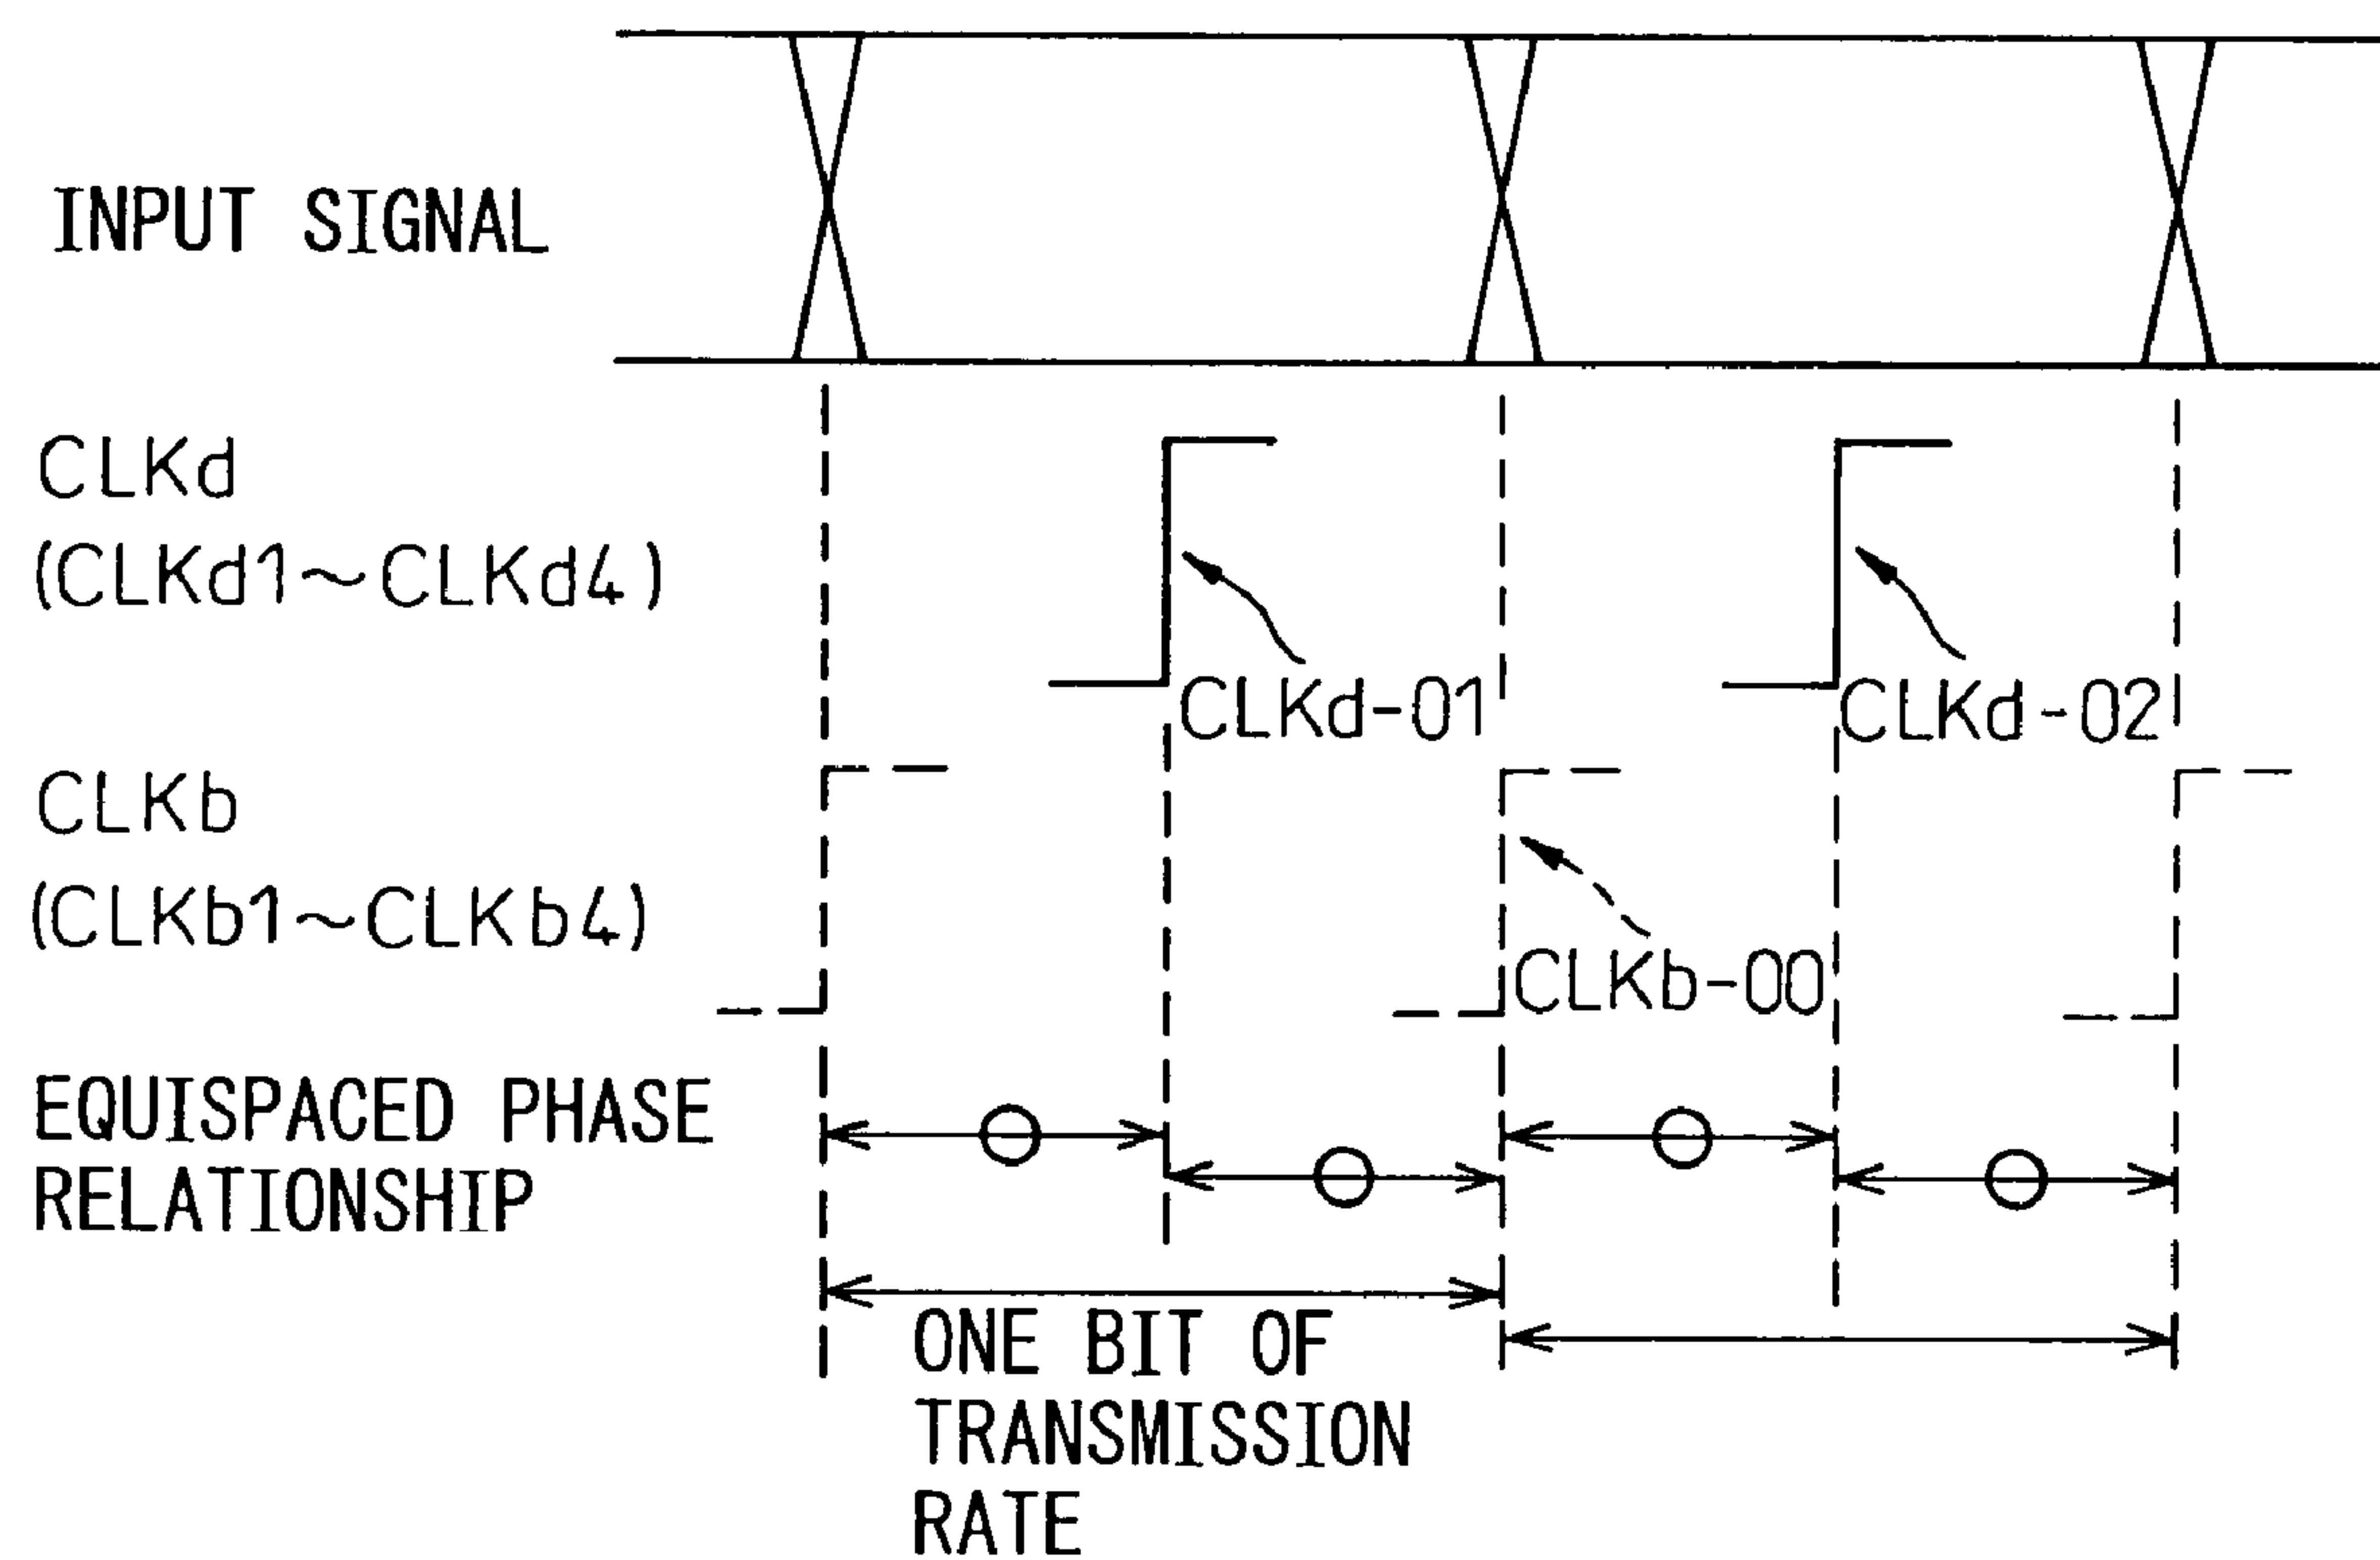 INPUT SIGNAL
CLKd
(CLKd1~CLKd4)
CLKd-01
CLKd-02
CLKb
(CLKb1~CLKb4)
CLKb-00
EQUISPACED PHASE
RELATIONSHIP
ONE BIT OF
TRANSMISSION
RATE